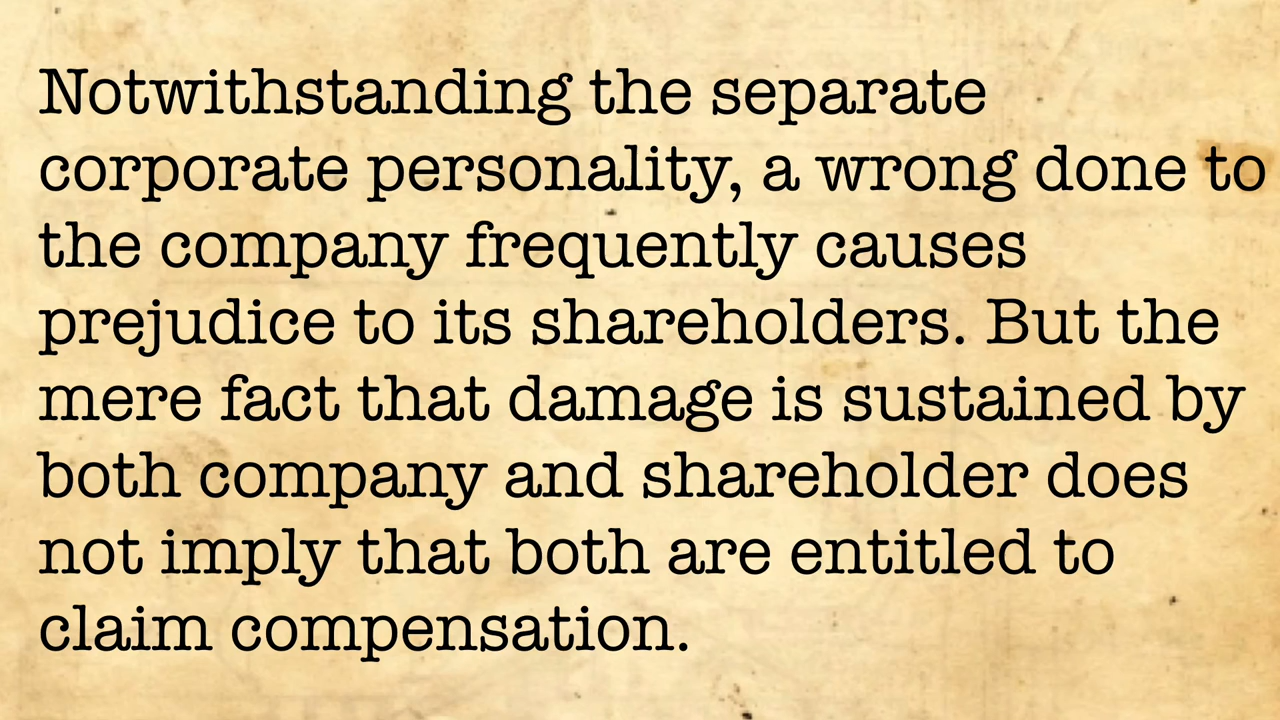 Notwithstanding the separate
corporate personality, a wrong done to
the company frequently causes
prejudice to its shareholders. But the
mere fact that damage is sustained by
both company and shareholder does
not imply that both are entitled to
claim compensation.